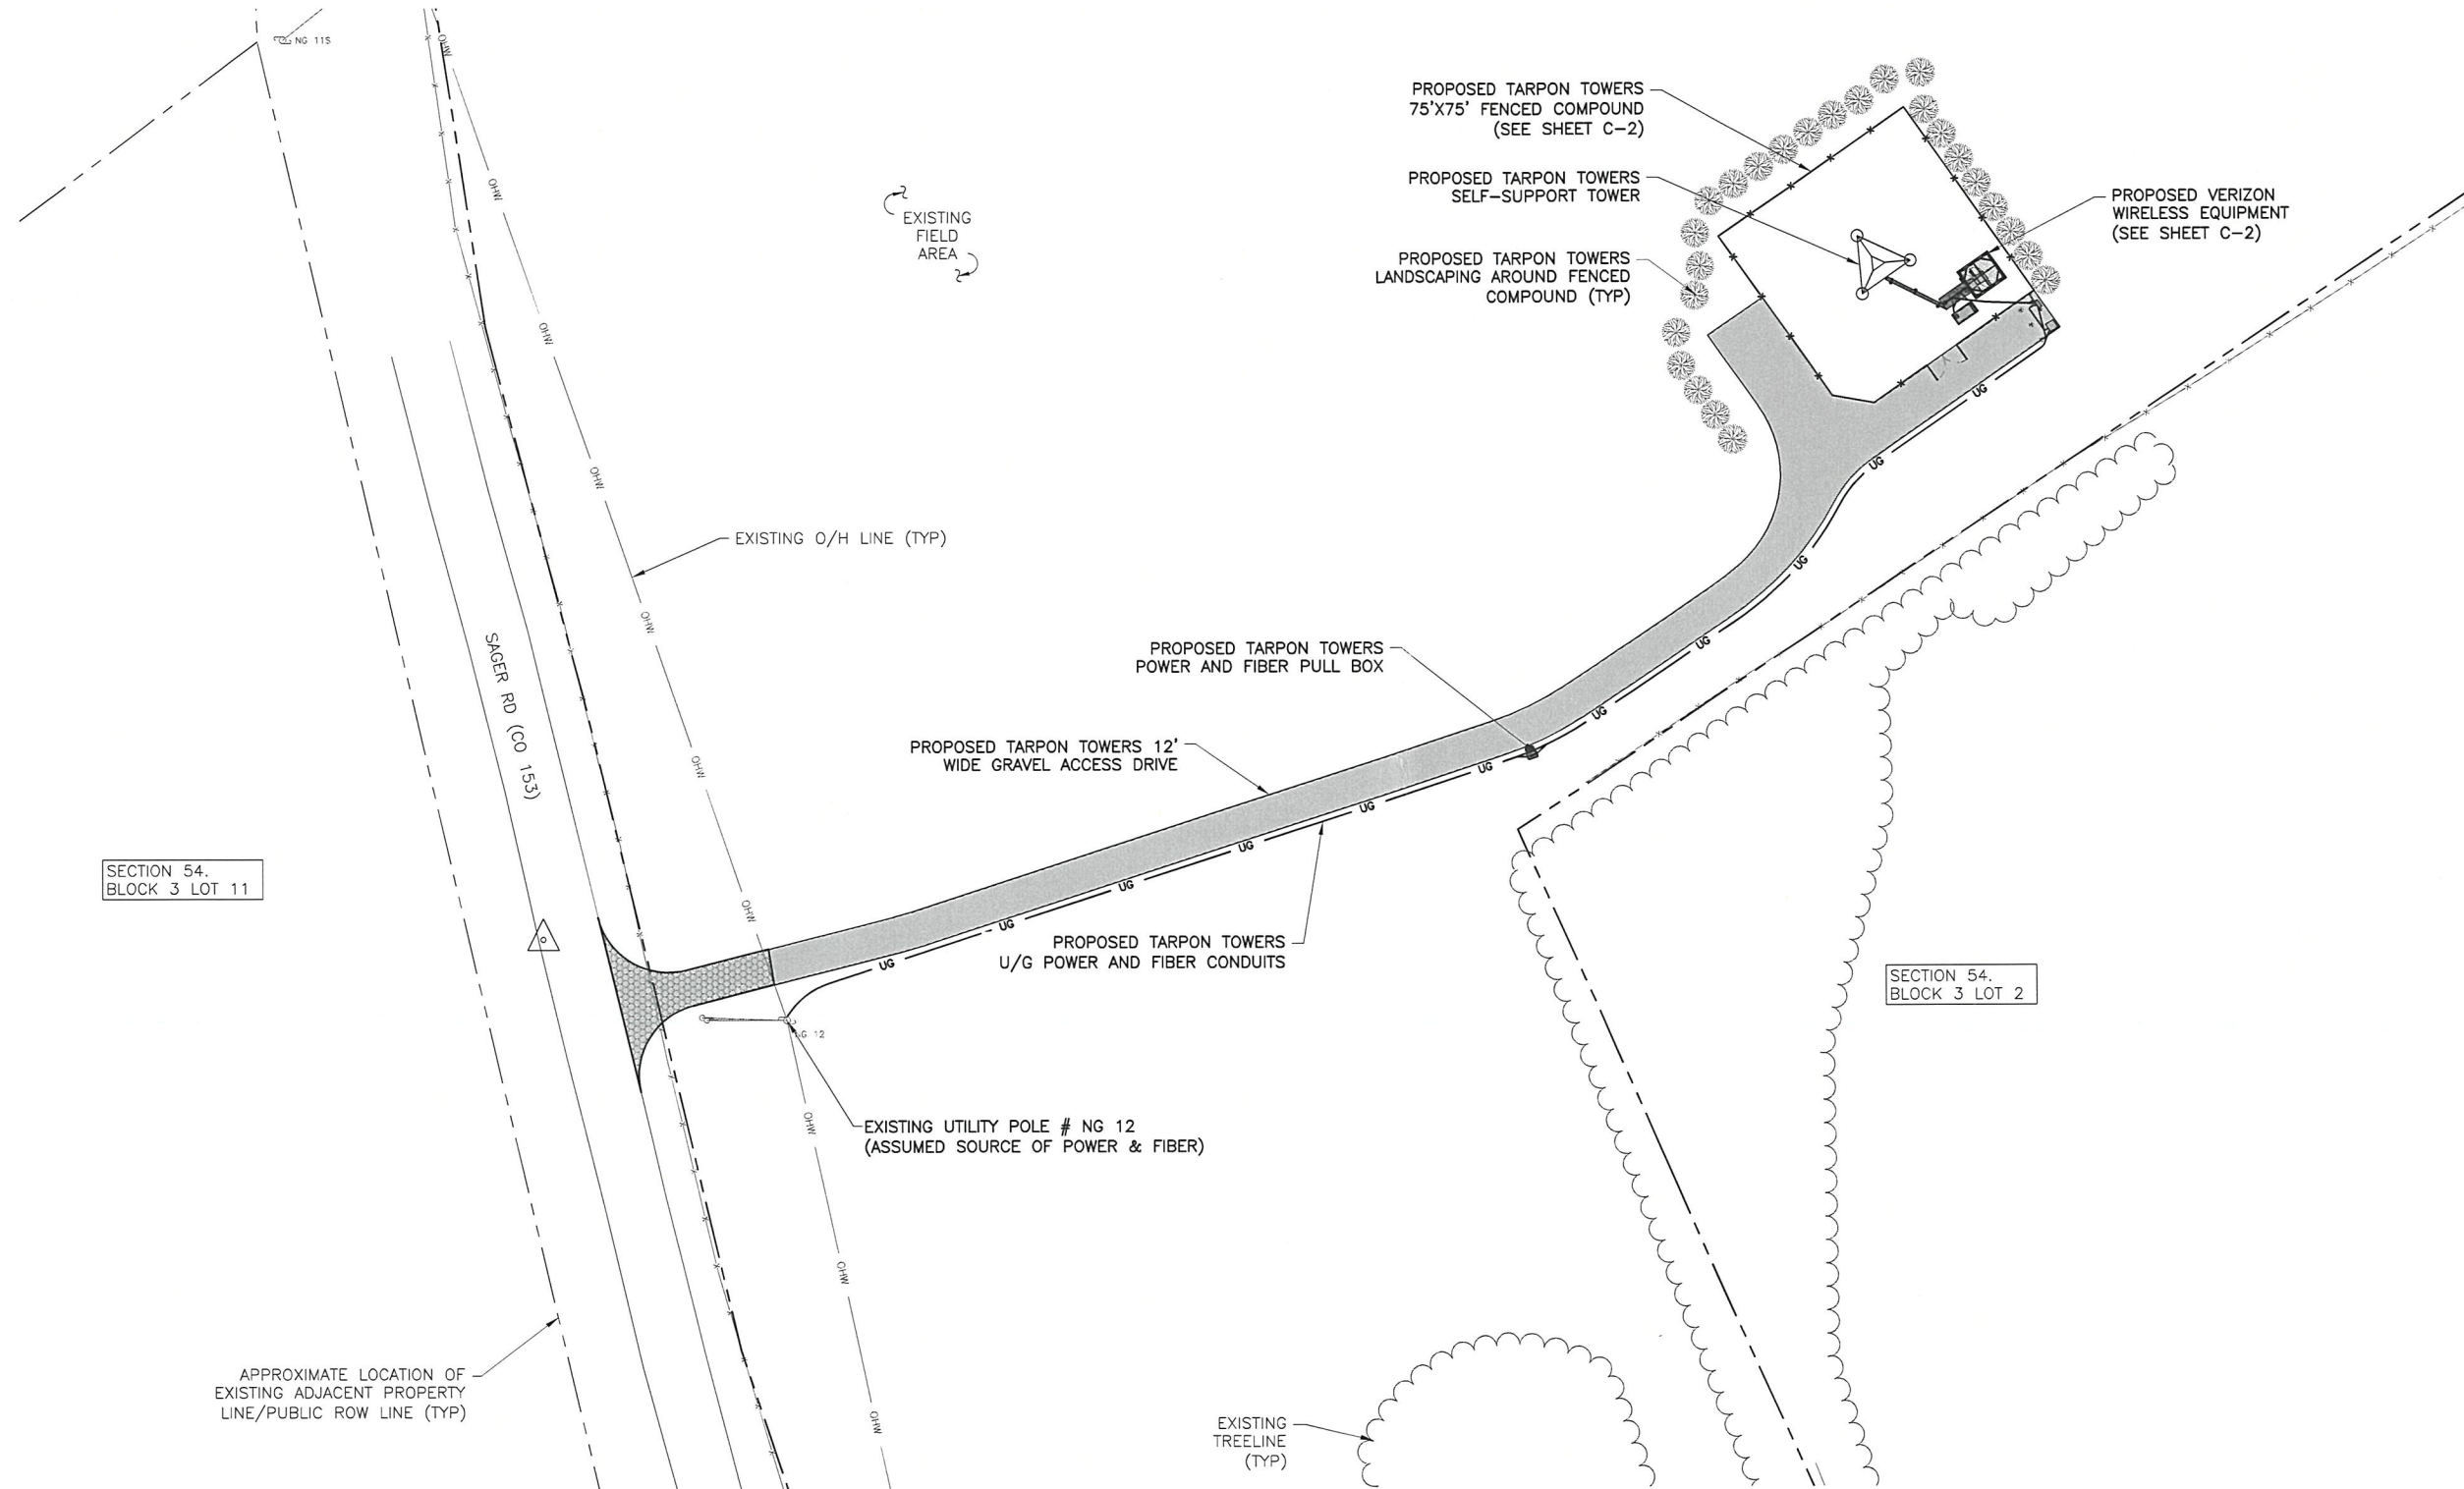 NG 11S
PROPOSED TARPON TOWERS
75'X75' FENCED COMPOUND
(SEE SHEET C-2)
PROPOSED TARPON TOWERS
SELF-SUPPORT TOWER
PROPOSED VERIZON
WIRELESS EQUIPMENT
(SEE SHEET C-2)
EXISTING
FIELD
AREA
PROPOSED TARPON TOWERS
LANDSCAPING AROUND FENCED
COMPOUND (TYP)
OHW
OHW
OHW
OHW
OHW
OHW
OHW
OHW
OHW
OHW
EXISTING O/H LINE (TYP)
SAGER RD (CO 153)
PROPOSED TARPON TOWERS
POWER AND FIBER PULL BOX
PROPOSED TARPON TOWERS 12'
WIDE GRAVEL ACCESS DRIVE
UG
UG
UG
UG
UG
UG
UG
UG
UG
UG
UG
SECTION 54.
BLOCK 3 LOT 11
PROPOSED TARPON TOWERS
U/G POWER AND FIBER CONDUITS
SECTION 54.
BLOCK 3 LOT 2
NG 12
EXISTING UTILITY POLE # NG 12
(ASSUMED SOURCE OF POWER & FIBER)
APPROXIMATE LOCATION OF
EXISTING ADJACENT PROPERTY
LINE/PUBLIC ROW LINE (TYP)
EXISTING
TREELINE
(TYP)